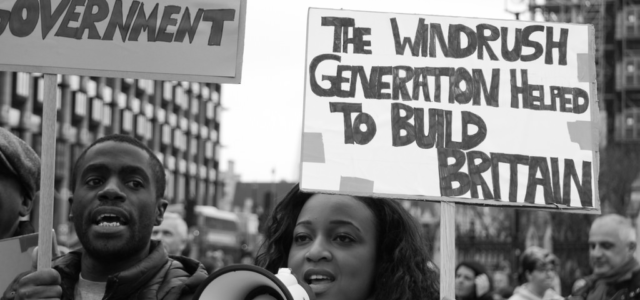 GOVERNMENT
THE WINDRUSH
GENERATION HELPED
TO BUILD
BRITAIN